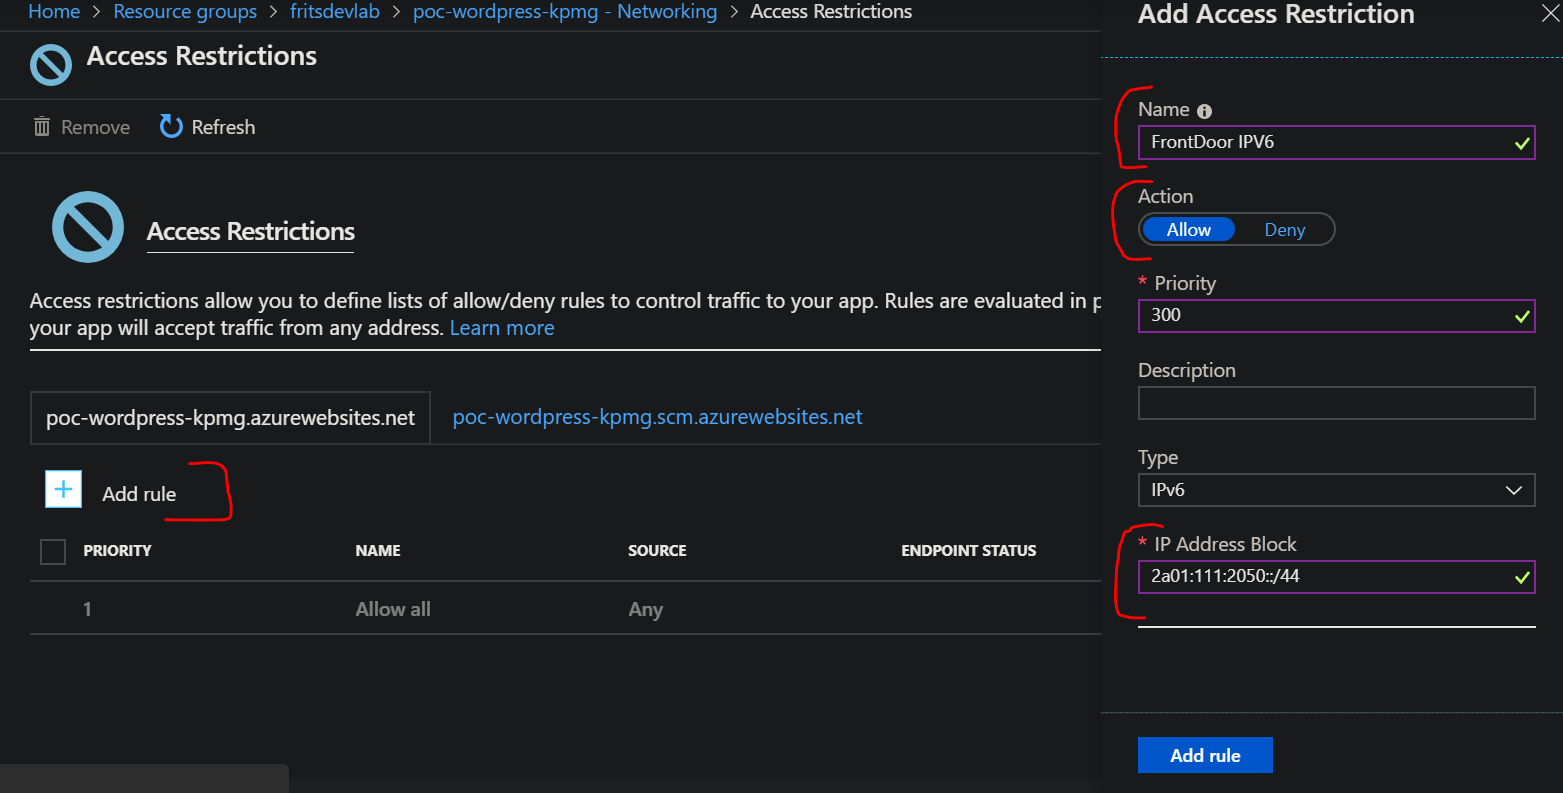 Home > Resource groups > fritsdevlab > poc-wordpress-kpmg - Networking > Access Restrictions
Access Restrictions
Remove Refresh
Access Restrictions
Access restrictions allow you to define lists of allow/deny rules to control traffic to your app. Rules are evaluated in p
your app will accept traffic from any address. Learn more
poc-wordpress-kpmg.azurewebsites.net poc-wordpress-kpmg.scm.azurewebsites.net
+ Add rule
PRIORITY NAME SOURCE ENDPOINT STATUS
1 Allow all Any
Add Access Restriction
Name
FrontDoor IPV6
Action
Allow Deny
* Priority
300
Description
Type
IPv6
* IP Address Block
2a01:111:2050::/44
Add rule